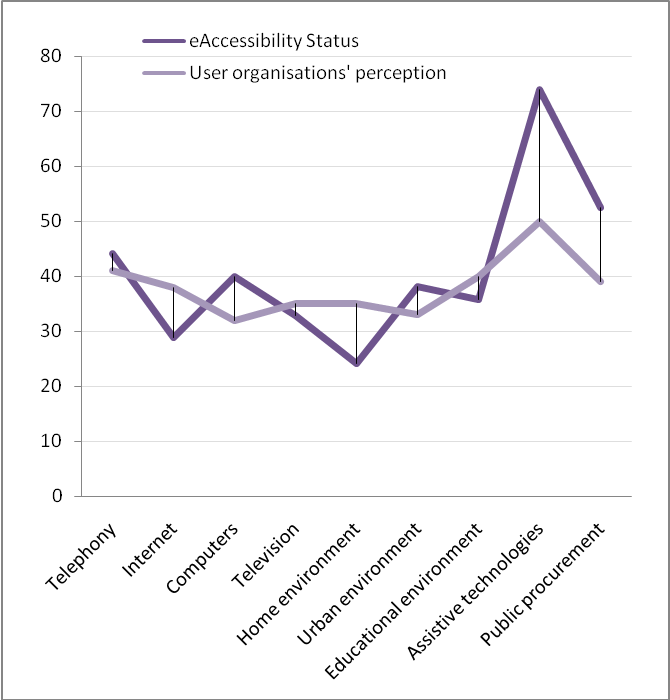 eAccessibility Status
User organisations' perception
80
70
60
50
40
30
20
10
0
Telephony
Internet
Computers
Television
Home environment
Urban environment
Educational environment
Assistive technologies
Public procurement